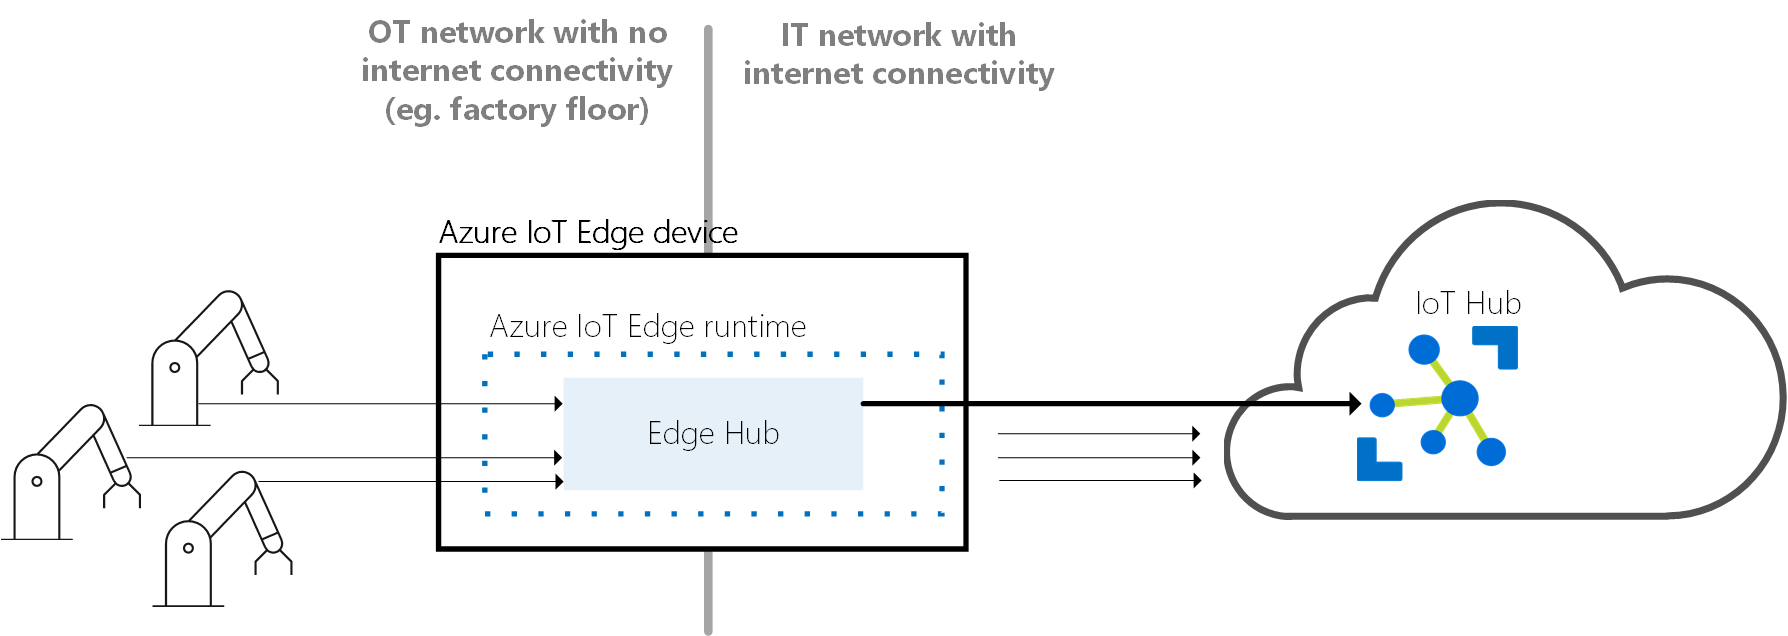 OT network with no
internet connectivity
(eg. factory floor)
IT network with
internet connectivity
Azure IoT Edge device
Azure IoT Edge runtime
Edge Hub
IoT Hub